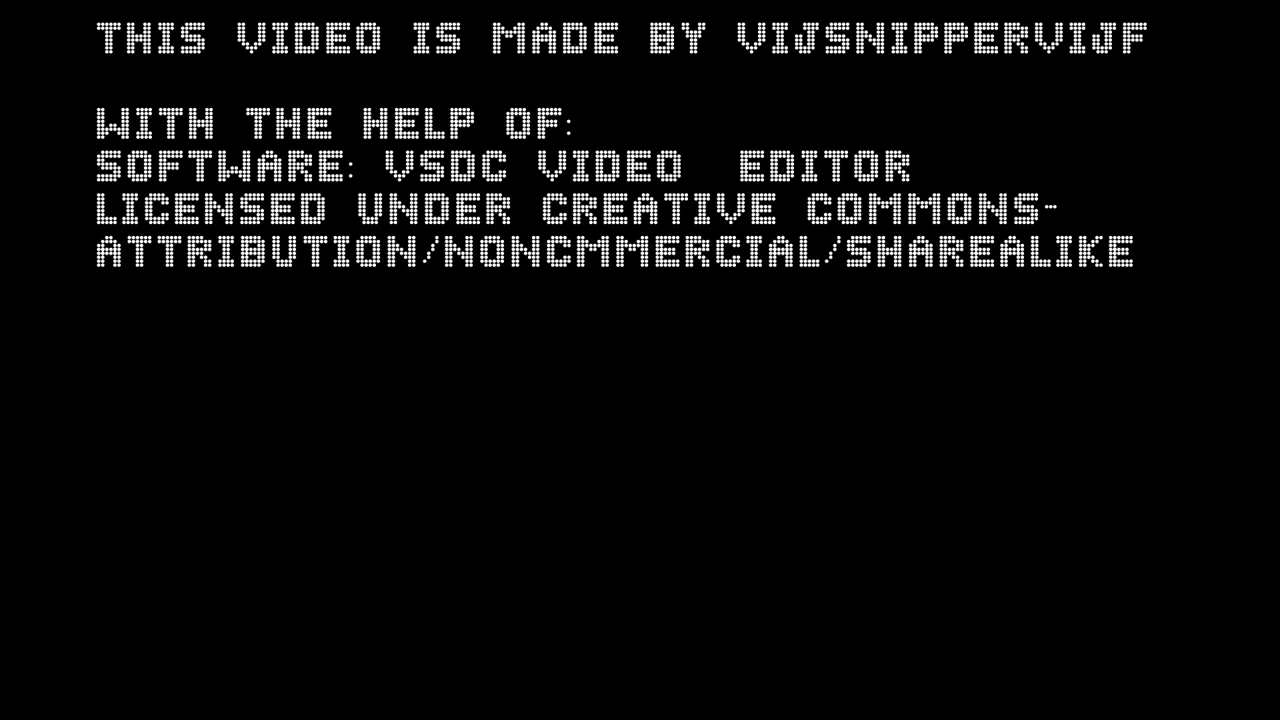 THIS VIDEO IS MADE BY VIJSNIPPERVIJF
WITH THE HELP OF:
SOFTWARE: VSDC VIDEO  EDITOR
LICENSED UNDER CREATIVE COMMONS-
ATTRIBUTION/NONCMMERCIAL/SHAREALIKE